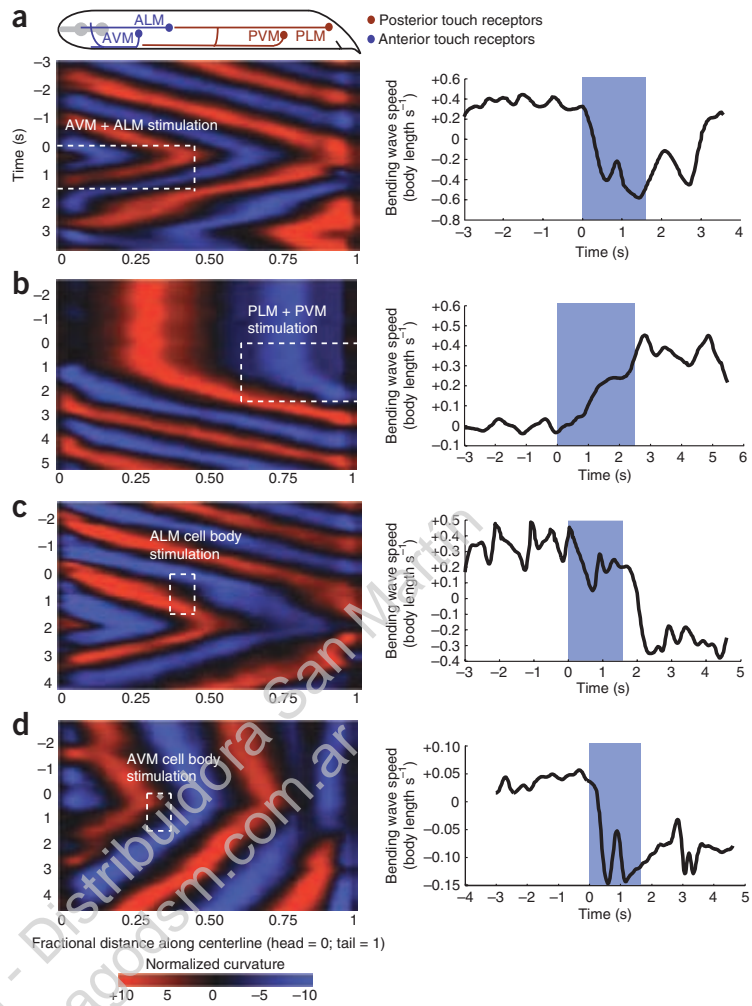 a
ALM
AVM
PVM
PLM
Posterior touch receptors
Anterior touch receptors
AVM + ALM stimulation
Time (s)
−3
−2
−1
0
1
2
3
0 0.25 0.50 0.75 1
Bending wave speed
(body length s−1)
+0.6
+0.4
+0.2
0
−0.2
−0.4
−0.6
−0.8
−3 −2 −1 0 1 2 3 4
Time (s)
b
PLM + PVM
stimulation
−2
−1
0
1
2
3
4
5
0 0.25 0.50 0.75 1
Bending wave speed
(body length s−1)
+0.6
+0.5
+0.4
+0.3
+0.2
+0.1
0
−0.1
−3 −2 −1 0 1 2 3 4 5 6
Time (s)
c
ALM cell body
stimulation
−2
−1
0
1
2
3
4
0 0.25 0.50 0.75 1
Bending wave speed
(body length s−1)
+0.5
+0.4
+0.3
+0.2
+0.1
0
−0.1
−0.2
−0.3
−0.4
−3 −2 −1 0 1 2 3 4 5
Time (s)
d
AVM cell body
stimulation
−2
−1
0
1
2
3
4
0 0.25 0.50 0.75 1
Bending wave speed
(body length s−1)
+0.10
+0.05
0
−0.05
−0.10
−0.15
−4 −3 −2 −1 0 1 2 3 4 5
Time (s)
Fractional distance along centerline (head = 0; tail = 1)
Normalized curvature
+10 5 0 −5 −10
- Distribuidora San Martin
agodsm.com.ar